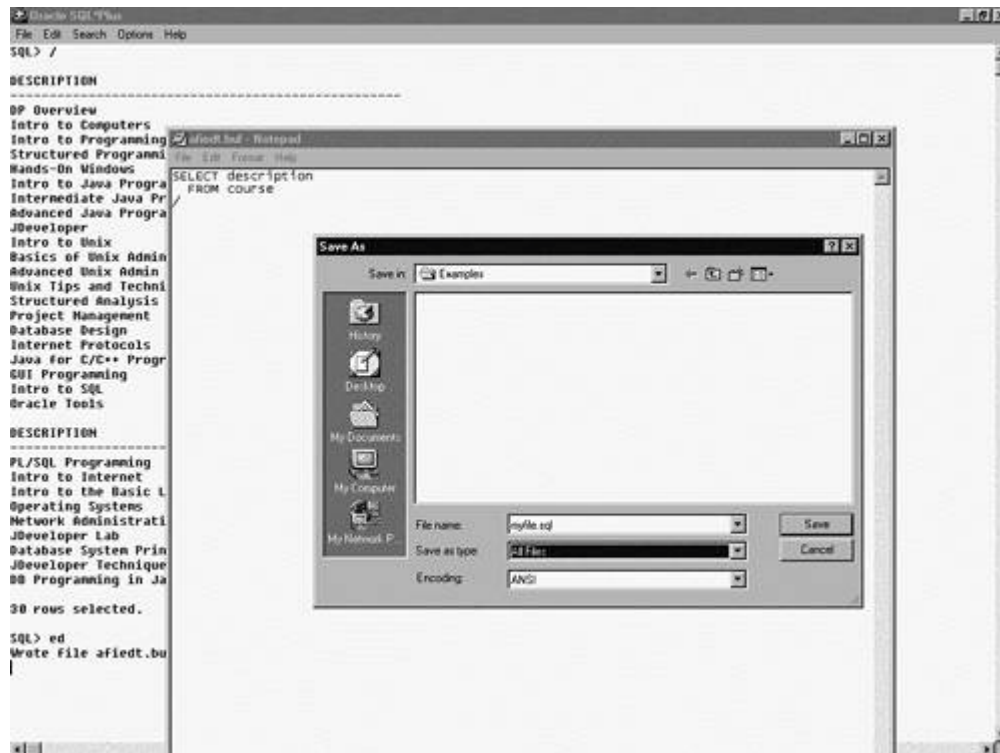 Oracle SQL*Plus
File Edit Search Options Help
SQL> /
DESCRIPTION
DP Overview
Intro to Computers
Intro to Programming
Structured Programmi
Hands-On Windows
Intro to Java Progra
Intermediate Java Pr
Advanced Java Progra
JDeveloper
Intro to Unix
Basics of Unix Admin
Advanced Unix Admin
Unix Tips and Techni
Structured Analysis
Project Management
Database Design
Internet Protocols
Java for C/C++ Progr
GUI Programming
Intro to SQL
Oracle Tools
DESCRIPTION
PL/SQL Programming
Intro to Internet
Intro to the Basic L
Operating Systems
Network Administrati
JDeveloper Lab
Database System Prin
JDeveloper Technique
DB Programming in Ja
30 rows selected.
SQL> ed
Wrote file afiedt.bu
afiedt.buf - Notepad
File Edit Format Help
SELECT description
FROM course
/
Save As
Save in: Examples
History
Desktop
My Documents
My Computer
My Network P...
File name: myfile.sql
Save as type: All Files
Encoding: ANSI
Save
Cancel